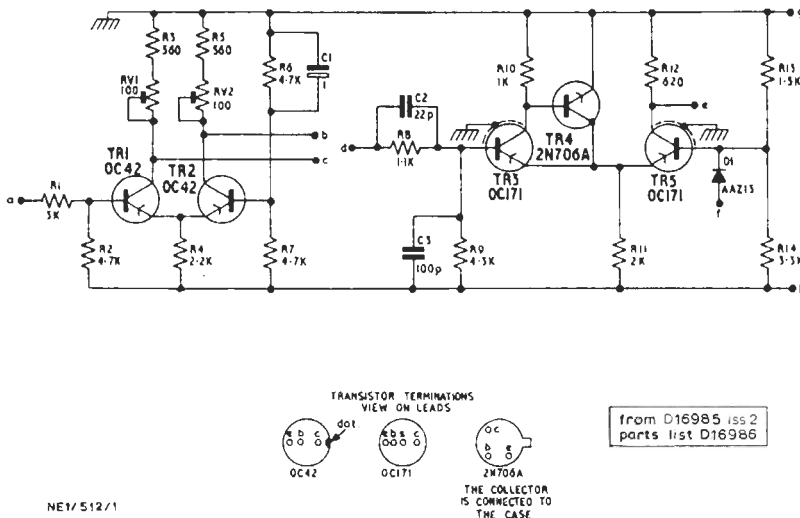 R3
560
R5
560
R6
4·7K
C1
1
RV1
100
RV2
100
b
c
TR1
OC42
TR2
OC42
a
R1
3K
R2
4·7K
R4
2·2K
R7
4·7K
R10
1K
R12
620
R13
1·5K
C2
22p
d
R8
1·1K
TR4
2N706A
e
TR3
OC171
TR5
OC171
D1
AAZ15
f
C3
100p
R9
R11
2K
R14
3·3K
TRANSISTOR TERMINATIONS
VIEW ON LEADS
dot
e b c
OC42
e b s c
OC171
c
b e
2N706A
THE COLLECTOR
IS CONNECTED TO
THE CASE
from D16985 iss 2
parts list D16986
NE1/512/1